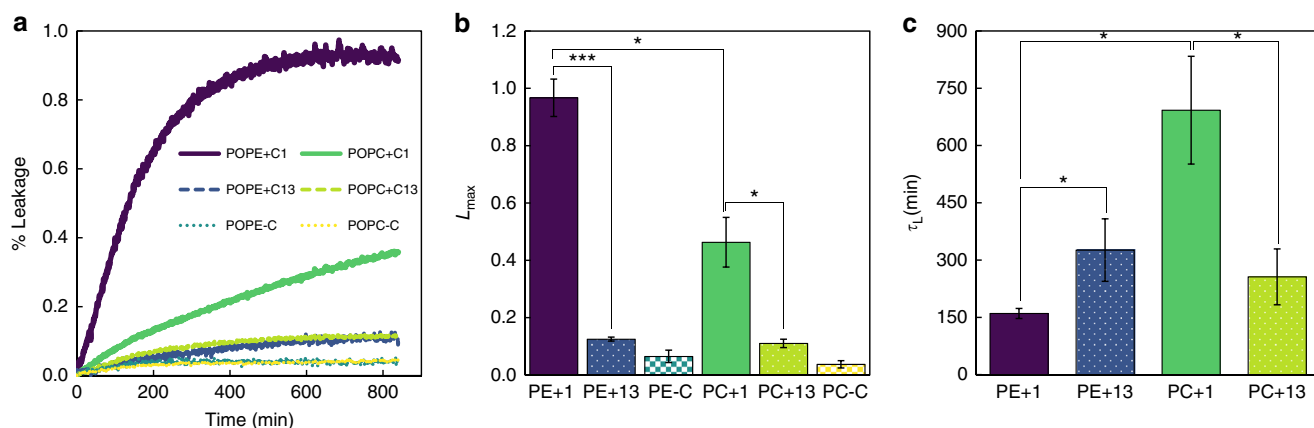 a
% Leakage
1.0
0.8
0.6
0.4
0.2
0.0
POPE+C1
POPC+C1
POPE+C13
POPC+C13
POPE-C
POPC-C
0 200 400 600 800
Time (min)
b
Lmax
1.2
1.0
0.8
0.6
0.4
0.2
0.0
*
***
*
PE+1 PE+13 PE-C PC+1 PC+13 PC-C
c
τL(min)
900
750
600
450
300
150
0
* *
*
PE+1 PE+13 PC+1 PC+13